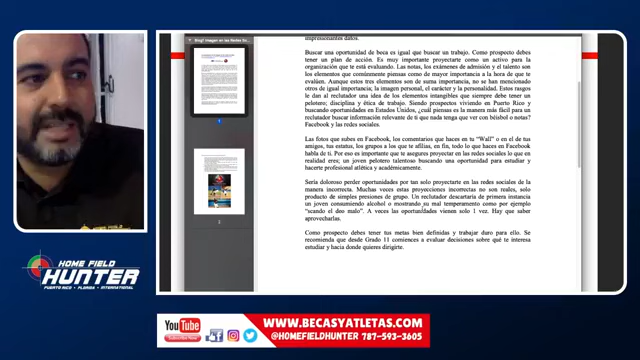 Blog7 Imagen en las Redes Soc
impresionantes datos.
Buscar una oportunidad de beca es igual que buscar un trabajo. Como prospecto debes
tener un plan de acción. Es muy importante proyectarte como un activo para la
organización que te está evaluando. Las notas, los exámenes de admisión y el talento son
los elementos que comúnmente piensas como de mayor importancia a la hora de que te
evalúen. Aunque estos tres elementos son de suma importancia, no se han mencionado
otros de igual importancia; la imagen personal, el carácter y la personalidad. Estos rasgos
le dan al reclutador una idea de los elementos intangibles que siempre debe tener un
pelotero; disciplina y ética de trabajo. Siendo prospectos viviendo en Puerto Rico y
buscando oportunidades en Estados Unidos, ¿cuál piensas es la manera más fácil para un
reclutador buscar información relevante de ti que nada tenga que ver con béisbol o notas?
Facebook y las redes sociales.
Las fotos que subes en Facebook, los comentarios que haces en tu "Wall" o en el de tus
amigos, tus estatus, los grupos a los que te afilias, en fin, todo lo que haces en Facebook
habla de ti. Por eso es importante que te asegures proyectar en las redes sociales lo que en
realidad eres; un joven pelotero talentoso buscando una oportunidad para estudiar y
hacerte profesional atlética y académicamente.
Sería doloroso perder oportunidades por tan solo proyectarte en las redes sociales de la
manera incorrecta. Muchas veces estas proyecciones incorrectas no son reales, solo
producto de simples presiones de grupo. Un reclutador descartaría de primera instancia
un joven consumiendo alcohol o mostrando su mal temperamento como por ejemplo
"scando el deo malo". A veces las oportunidades vienen solo 1 vez. Hay que saber
aprovecharlas.
Como prospecto debes tener tus metas bien definidas y trabajar duro para ello. Se
recomienda que desde Grado 11 comiences a evaluar decisiones sobre qué te interesa
estudiar y hacia donde quieres dirigirte.
1
HOME FIELD
HUNTER
PUERTO RICO • FLORIDA • INTERNATIONAL
YouTube
Subscribe Now
WWW.BECASYATLETAS.COM
@HOMEFIELDHUNTER 787-593-3605